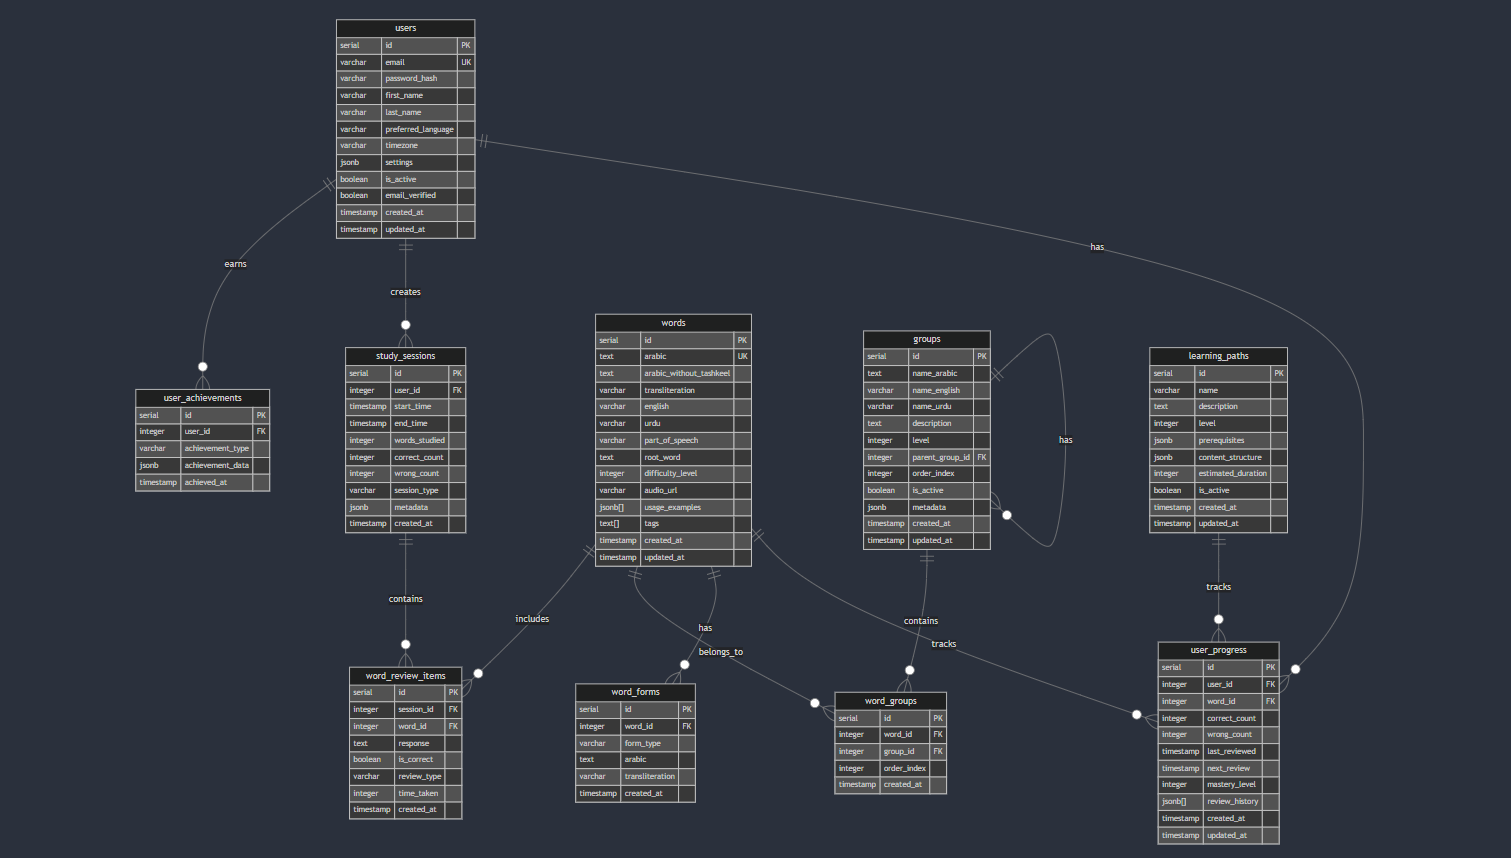 users
serial id PK
varchar email UK
varchar password_hash
varchar first_name
varchar last_name
varchar preferred_language
varchar timezone
jsonb settings
boolean is_active
boolean email_verified
timestamp created_at
timestamp updated_at
has
earns
creates
words
serial id PK
text arabic UK
text arabic_without_tashkeel
varchar transliteration
varchar english
varchar urdu
varchar part_of_speech
text root_word
integer difficulty_level
varchar audio_url
jsonb[] usage_examples
text[] tags
timestamp created_at
timestamp updated_at
groups
serial id PK
text name_arabic
varchar name_english
varchar name_urdu
text description
integer level
integer parent_group_id FK
integer order_index
boolean is_active
jsonb metadata
timestamp created_at
timestamp updated_at
has
study_sessions
serial id PK
integer user_id FK
timestamp start_time
timestamp end_time
integer words_studied
integer correct_count
integer wrong_count
varchar session_type
jsonb metadata
timestamp created_at
learning_paths
serial id PK
varchar name
text description
integer level
jsonb prerequisites
jsonb content_structure
integer estimated_duration
boolean is_active
timestamp created_at
timestamp updated_at
user_achievements
serial id PK
integer user_id FK
varchar achievement_type
jsonb achievement_data
timestamp achieved_at
tracks
contains
includes
contains
has
tracks
belongs_to
user_progress
serial id PK
integer user_id FK
integer word_id FK
integer correct_count
integer wrong_count
timestamp last_reviewed
timestamp next_review
integer mastery_level
jsonb[] review_history
timestamp created_at
timestamp updated_at
word_review_items
serial id PK
integer session_id FK
integer word_id FK
text response
boolean is_correct
varchar review_type
integer time_taken
timestamp created_at
word_forms
serial id PK
integer word_id FK
varchar form_type
text arabic
varchar transliteration
timestamp created_at
word_groups
serial id PK
integer word_id FK
integer group_id FK
integer order_index
timestamp created_at